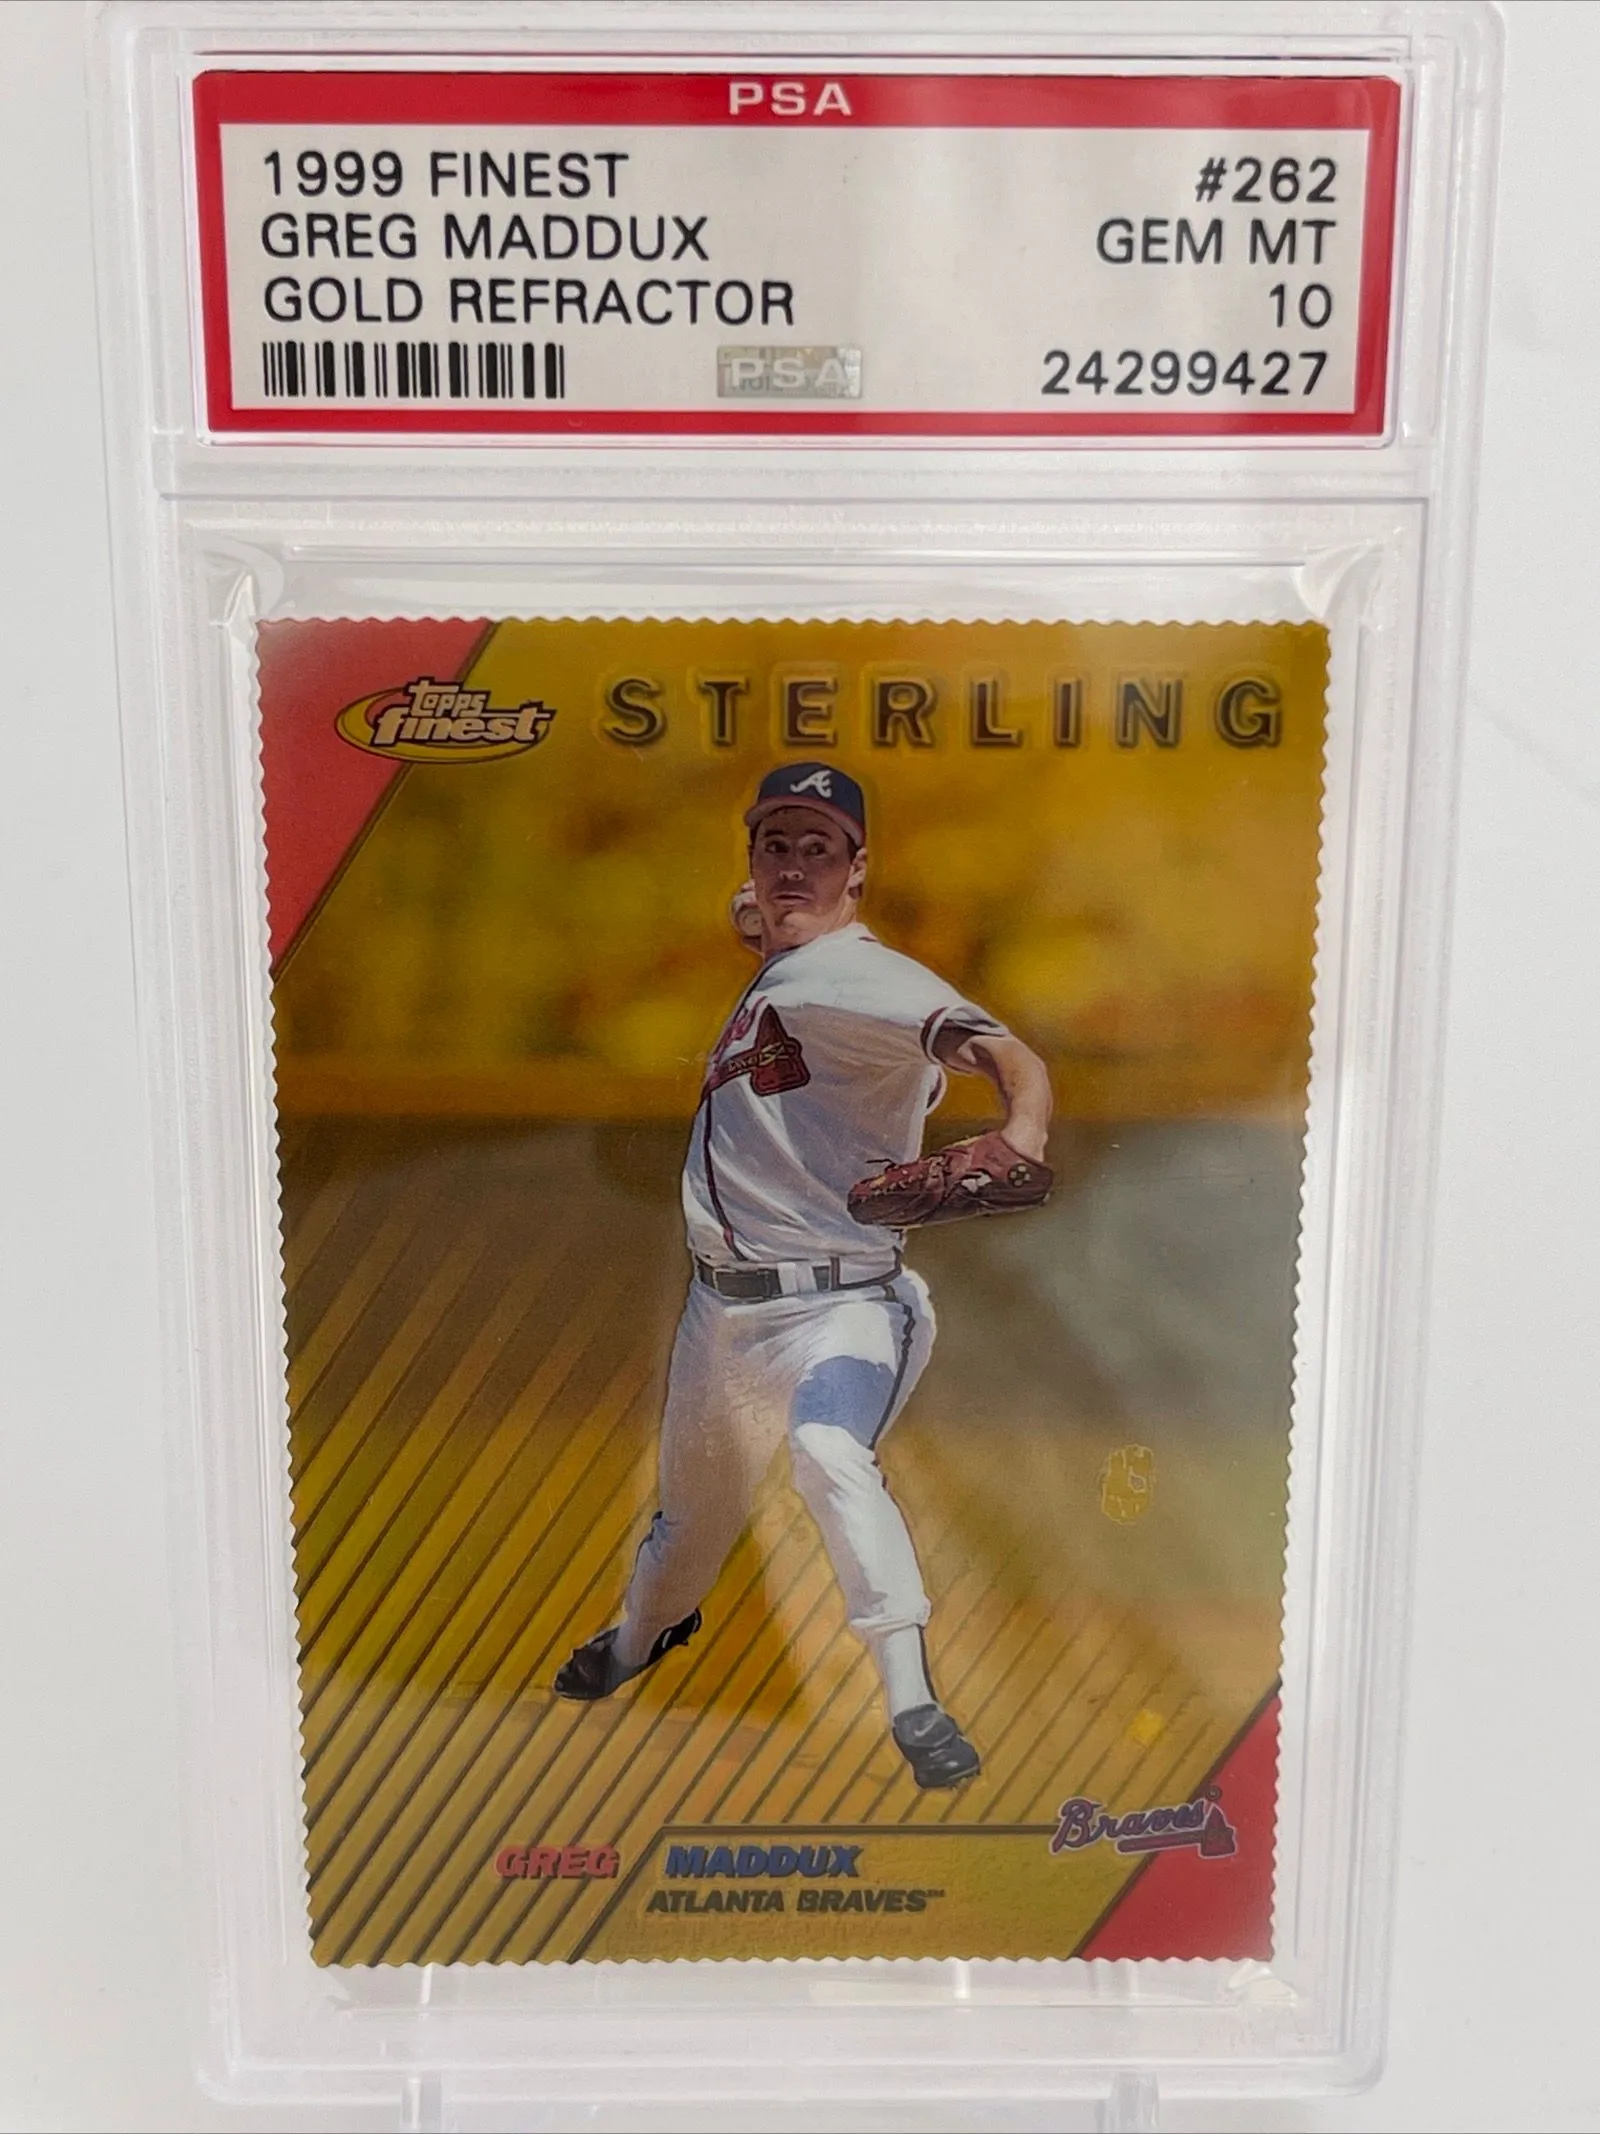 PSA
1999 FINEST #262
GREG MADDUX GEM MT
GOLD REFRACTOR 10
PSA 24299427
topps
finest
STERLING
A
Braves
GREG MADDUX
ATLANTA BRAVES™